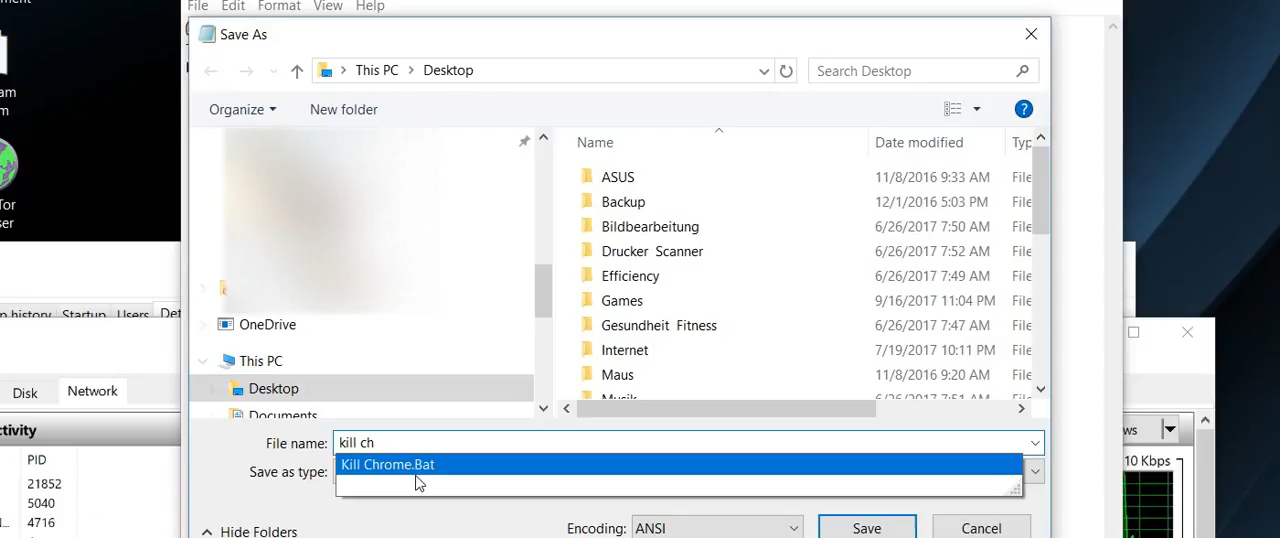 File Edit Format View Help
Save As
This PC Desktop
Search Desktop
Organize New folder
Name Date modified Typ
ASUS 11/8/2016 9:33 AM File
Backup 12/1/2016 5:03 PM File
Bildbearbeitung 6/26/2017 7:50 AM File
Drucker Scanner 6/26/2017 7:52 AM File
Efficiency 6/26/2017 7:49 AM File
Games 9/16/2017 11:04 PM File
Gesundheit Fitness 6/26/2017 7:47 AM File
Internet 7/19/2017 10:11 PM File
Maus 11/8/2016 9:20 AM File
Musik 6/26/2017 7:51 AM File
OneDrive
This PC
Desktop
Documents
File name: kill ch
Kill Chrome.Bat
Save as type:
Hide Folders
Encoding: ANSI
Save Cancel
am
m
Tor
ser
n history Startup Users Det
Disk Network
ctivity
PID
21852
5040
4716
ws
10 Kbps